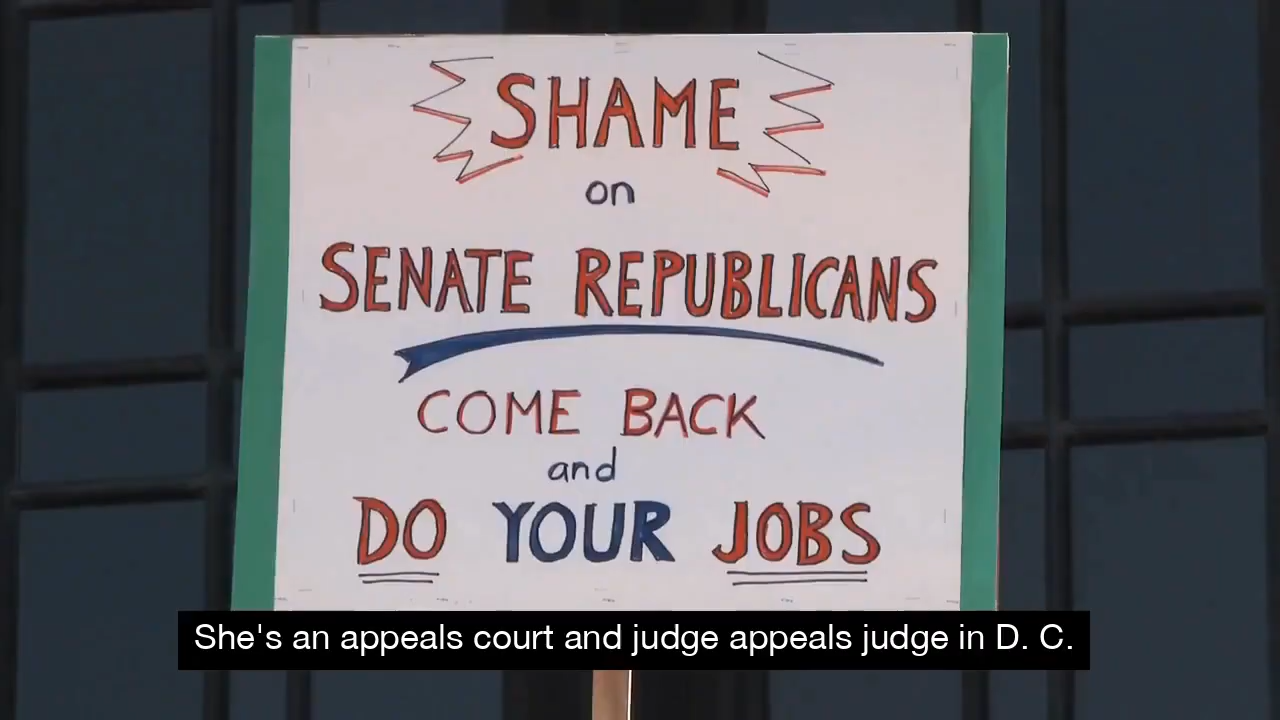 SHAME
on
SENATE REPUBLICANS
COME BACK
and
DO YOUR JOBS
She's an appeals court and judge appeals judge in D. C.